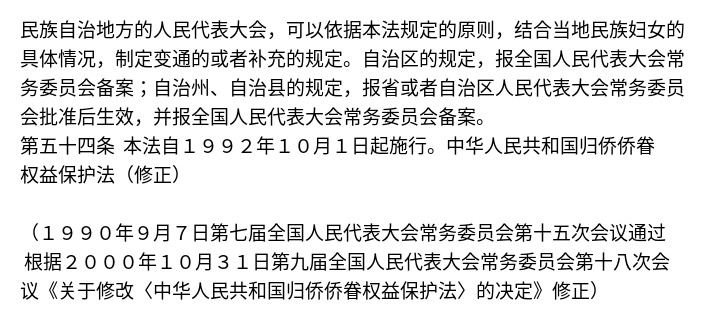 民族自治地方的人民代表大会，可以依据本法规定的原则，结合当地民族妇女的
具体情况，制定变通的或者补充的规定。自治区的规定，报全国人民代表大会常
务委员会备案；自治州、自治县的规定，报省或者自治区人民代表大会常务委员
会批准后生效，并报全国人民代表大会常务委员会备案。
第五十四条 本法自１９９２年１０月１日起施行。中华人民共和国归侨侨眷
权益保护法（修正）
（１９９０年９月７日第七届全国人民代表大会常务委员会第十五次会议通过
根据２０００年１０月３１日第九届全国人民代表大会常务委员会第十八次会
议《关于修改〈中华人民共和国归侨侨眷权益保护法〉的决定》修正）